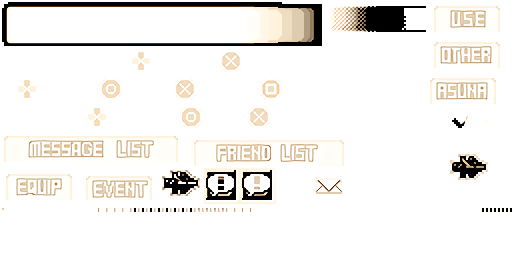 USE
OTHER
ASUNA
MESSAGE LIST
FRIEND LIST
EQUIP
EVENT